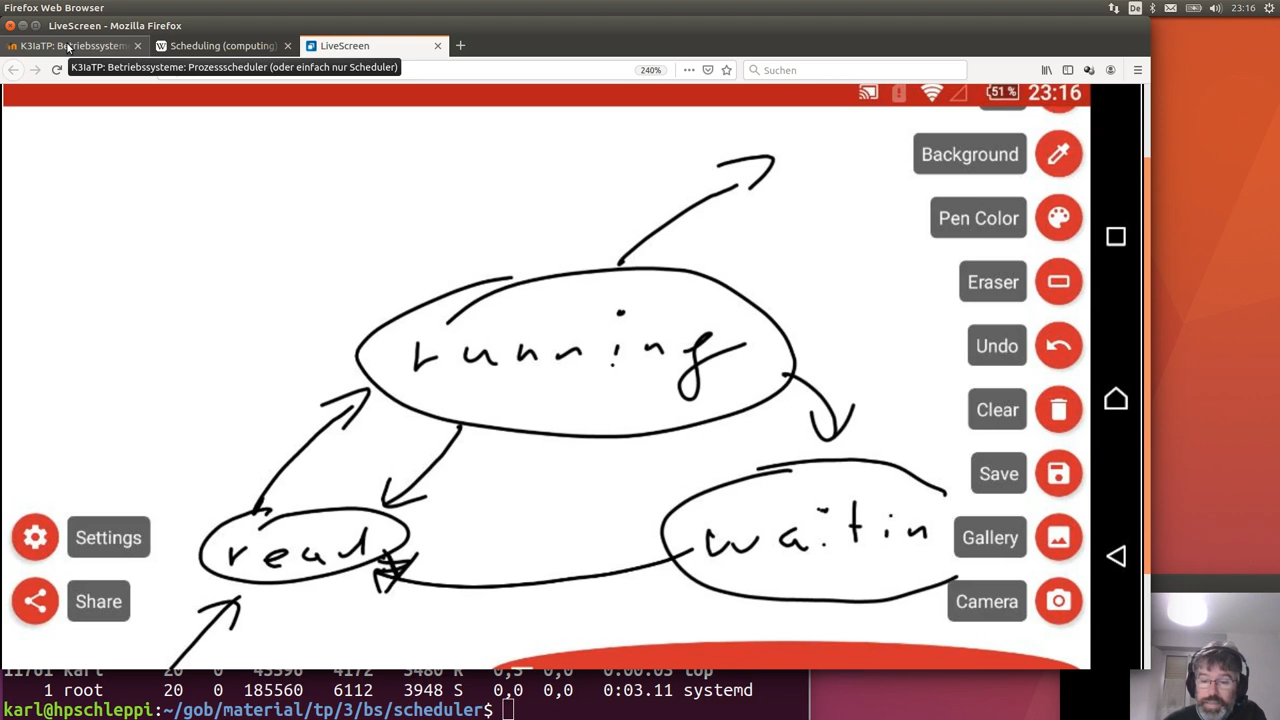 Firefox Web Browser
De
23:16
LiveScreen - Mozilla Firefox
K3IaTP: Betriebssystem
Scheduling (computing)
LiveScreen
K3IaTP: Betriebssysteme: Prozessscheduler (oder einfach nur Scheduler)
240%
Suchen
51 %
23:16
Background
Pen Color
Eraser
running
Undo
Clear
Save
waitin
Gallery
Settings
read
Share
Camera
1 root 20 0 185560 6112 3948 S 0,0 0,0 0:03.11 systemd
karl@hpschleppi:~/gob/material/tp/3/bs/scheduler$